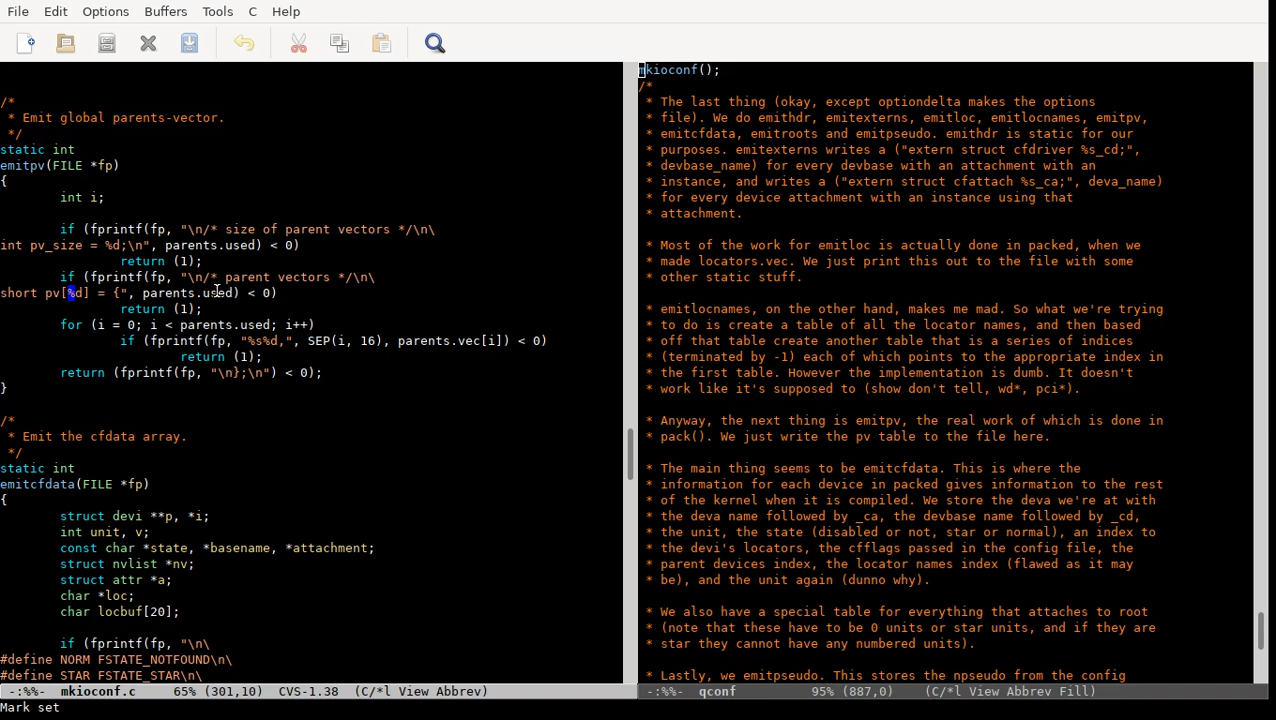 File Edit Options Buffers Tools C Help
/*
 * Emit global parents-vector.
 */
static int
emitpv(FILE *fp)
{
        int i;
        if (fprintf(fp, "\n/* size of parent vectors */\n\
int pv_size = %d;\n", parents.used) < 0)
                return (1);
        if (fprintf(fp, "\n/* parent vectors */\n\
short pv[%d] = {", parents.used) < 0)
                return (1);
        for (i = 0; i < parents.used; i++)
                if (fprintf(fp, "%s%d,", SEP(i, 16), parents.vec[i]) < 0)
                        return (1);
        return (fprintf(fp, "\n};\n") < 0);
}
/*
 * Emit the cfdata array.
 */
static int
emitcfdata(FILE *fp)
{
        struct devi **p, *i;
        int unit, v;
        const char *state, *basename, *attachment;
        struct nvlist *nv;
        struct attr *a;
        char *loc;
        char locbuf[20];
        if (fprintf(fp, "\n\
#define NORM FSTATE_NOTFOUND\n\
#define STAR FSTATE_STAR\n\
-:%%-  mkioconf.c     65% (301,10)   CVS-1.38  (C/*l View Abbrev)
mkioconf();
/*
 * The last thing (okay, except optiondelta makes the options
 * file). We do emithdr, emitexterns, emitloc, emitlocnames, emitpv,
 * emitcfdata, emitroots and emitpseudo. emithdr is static for our
 * purposes. emitexterns writes a ("extern struct cfdriver %s_cd;",
 * devbase_name) for every devbase with an attachment with an
 * instance, and writes a ("extern struct cfattach %s_ca;", deva_name)
 * for every device attachment with an instance using that
 * attachment.
 * Most of the work for emitloc is actually done in packed, when we
 * made locators.vec. We just print this out to the file with some
 * other static stuff.
 * emitlocnames, on the other hand, makes me mad. So what we're trying
 * to do is create a table of all the locator names, and then based
 * off that table create another table that is a series of indices
 * (terminated by -1) each of which points to the appropriate index in
 * the first table. However the implementation is dumb. It doesn't
 * work like it's supposed to (show don't tell, wd*, pci*).
 * Anyway, the next thing is emitpv, the real work of which is done in
 * pack(). We just write the pv table to the file here.
 * The main thing seems to be emitcfdata. This is where the
 * information for each device in packed gives information to the rest
 * of the kernel when it is compiled. We store the deva we're at with
 * the deva name followed by _ca, the devbase name followed by _cd,
 * the unit, the state (disabled or not, star or normal), an index to
 * the devi's locators, the cfflags passed in the config file, the
 * parent devices index, the locator names index (flawed as it may
 * be), and the unit again (dunno why).
 * We also have a special table for everything that attaches to root
 * (note that these have to be 0 units or star units, and if they are
 * star they cannot have any numbered units).
 * Lastly, we emitpseudo. This stores the npseudo from the config
-:%%-  qconf          95% (887,0)    (C/*l View Abbrev Fill)
Mark set